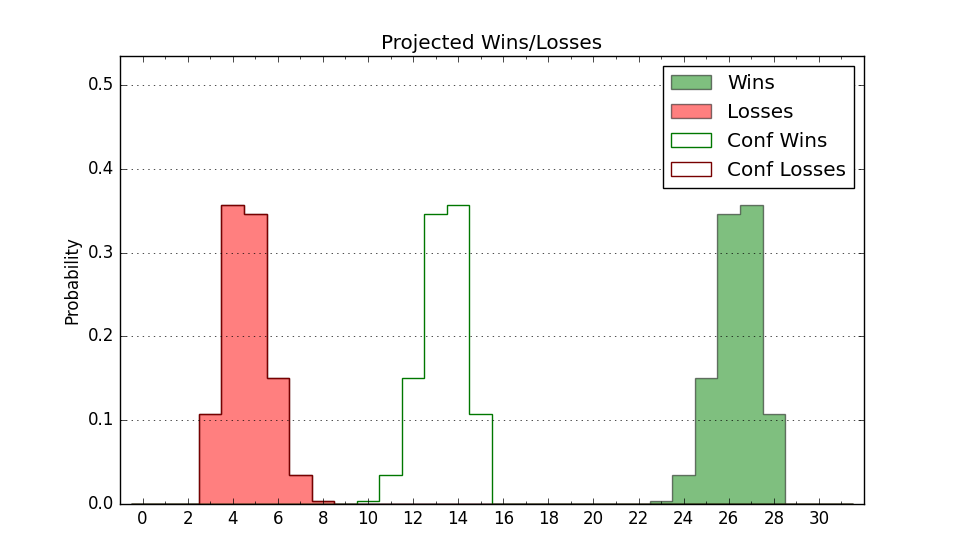 Projected Wins/Losses
Wins
Losses
Conf Wins
Conf Losses
Probability
0.5
0.4
0.3
0.2
0.1
0.0
0 2 4 6 8 10 12 14 16 18 20 22 24 26 28 30